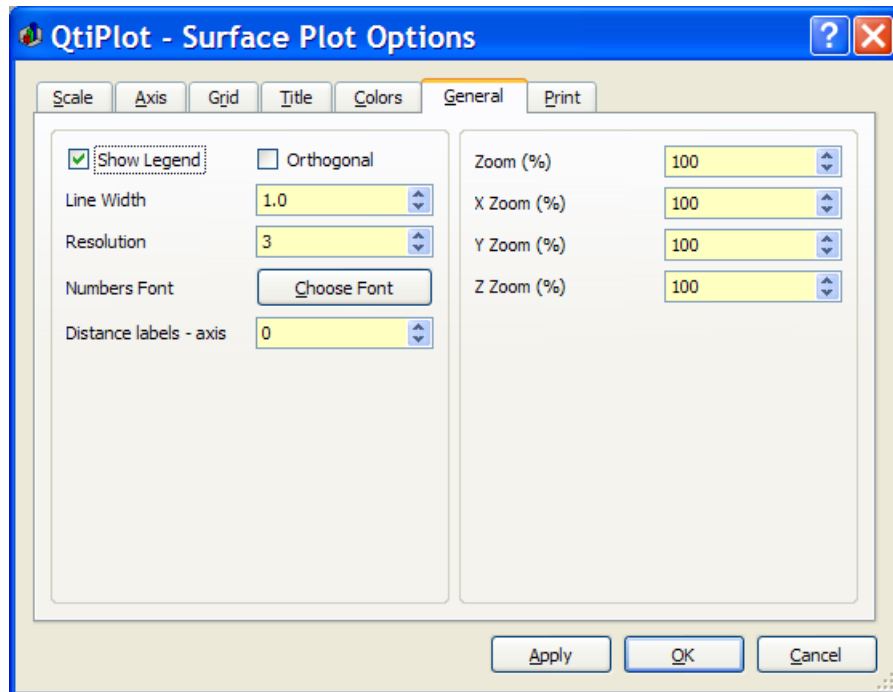 QtiPlot - Surface Plot Options
?
Scale Axis Grid Title Colors General Print
Show Legend Orthogonal
Line Width 1.0
Resolution 3
Numbers Font Choose Font
Distance labels - axis 0
Zoom (%) 100
X Zoom (%) 100
Y Zoom (%) 100
Z Zoom (%) 100
Apply OK Cancel